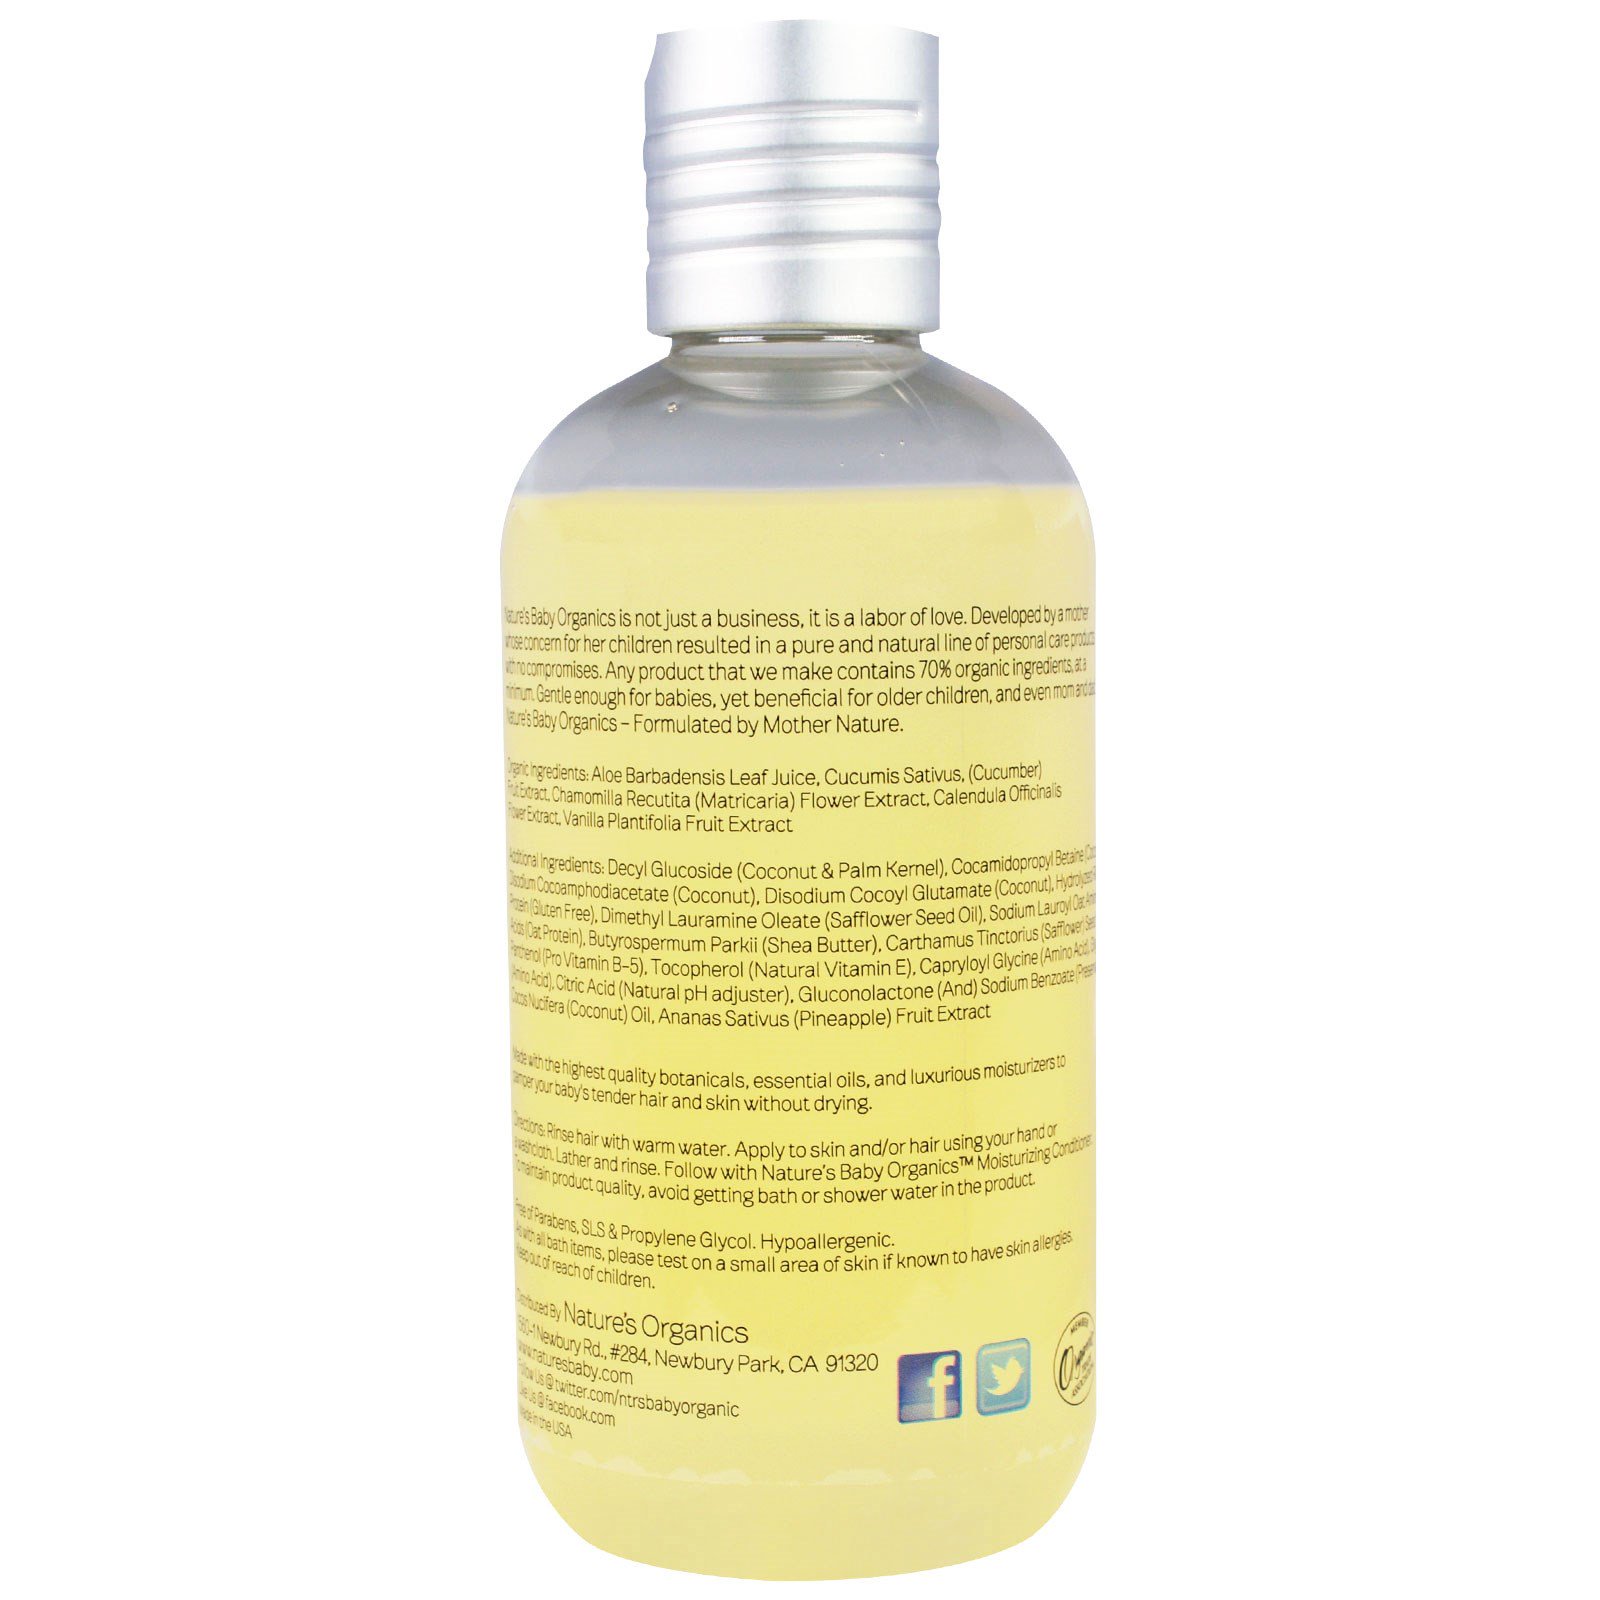 Nature's Baby Organics is not just a business, it is a labor of love. Developed by a mother
whose concern for her children resulted in a pure and natural line of personal care products
with no compromises. Any product that we make contains 70% organic ingredients, at a
minimum. Gentle enough for babies, yet beneficial for older children, and even mom and dad.
Nature's Baby Organics – Formulated by Mother Nature.
Organic Ingredients: Aloe Barbadensis Leaf Juice, Cucumis Sativus, (Cucumber)
Fruit Extract, Chamomilla Recutita (Matricaria) Flower Extract, Calendula Officinalis
Flower Extract, Vanilla Plantifolia Fruit Extract
Additional Ingredients: Decyl Glucoside (Coconut & Palm Kernel), Cocamidopropyl Betaine
Disodium Cocoamphodiacetate (Coconut), Disodium Cocoyl Glutamate (Coconut), Hydrolyzed
Protein (Gluten Free), Dimethyl Lauramine Oleate (Safflower Seed Oil), Sodium Lauroyl Oat
Acids (Oat Protein), Butyrospermum Parkii (Shea Butter), Carthamus Tinctorius (Safflower)
Panthenol (Pro Vitamin B-5), Tocopherol (Natural Vitamin E), Capryloyl Glycine (Amino Acid),
(Amino Acid), Citric Acid (Natural pH adjuster), Gluconolactone (And) Sodium Benzoate
Cocos Nucifera (Coconut) Oil, Ananas Sativus (Pineapple) Fruit Extract
Made with the highest quality botanicals, essential oils, and luxurious moisturizers to
pamper your baby's tender hair and skin without drying.
Directions: Rinse hair with warm water. Apply to skin and/or hair using your hand or
a washcloth. Lather and rinse. Follow with Nature's Baby Organics™ Moisturizing Conditioner.
To maintain product quality, avoid getting bath or shower water in the product.
Free of Parabens, SLS & Propylene Glycol. Hypoallergenic.
As with all bath items, please test on a small area of skin if known to have skin allergies.
Keep out of reach of children.
Distributed By Nature's Organics
560-1 Newbury Rd., #284, Newbury Park, CA 91320
www.naturesbaby.com
Follow Us @ twitter.com/ntrsbabyorganic
Like Us @ facebook.com
Made in the USA
f
MEMBER
Organic